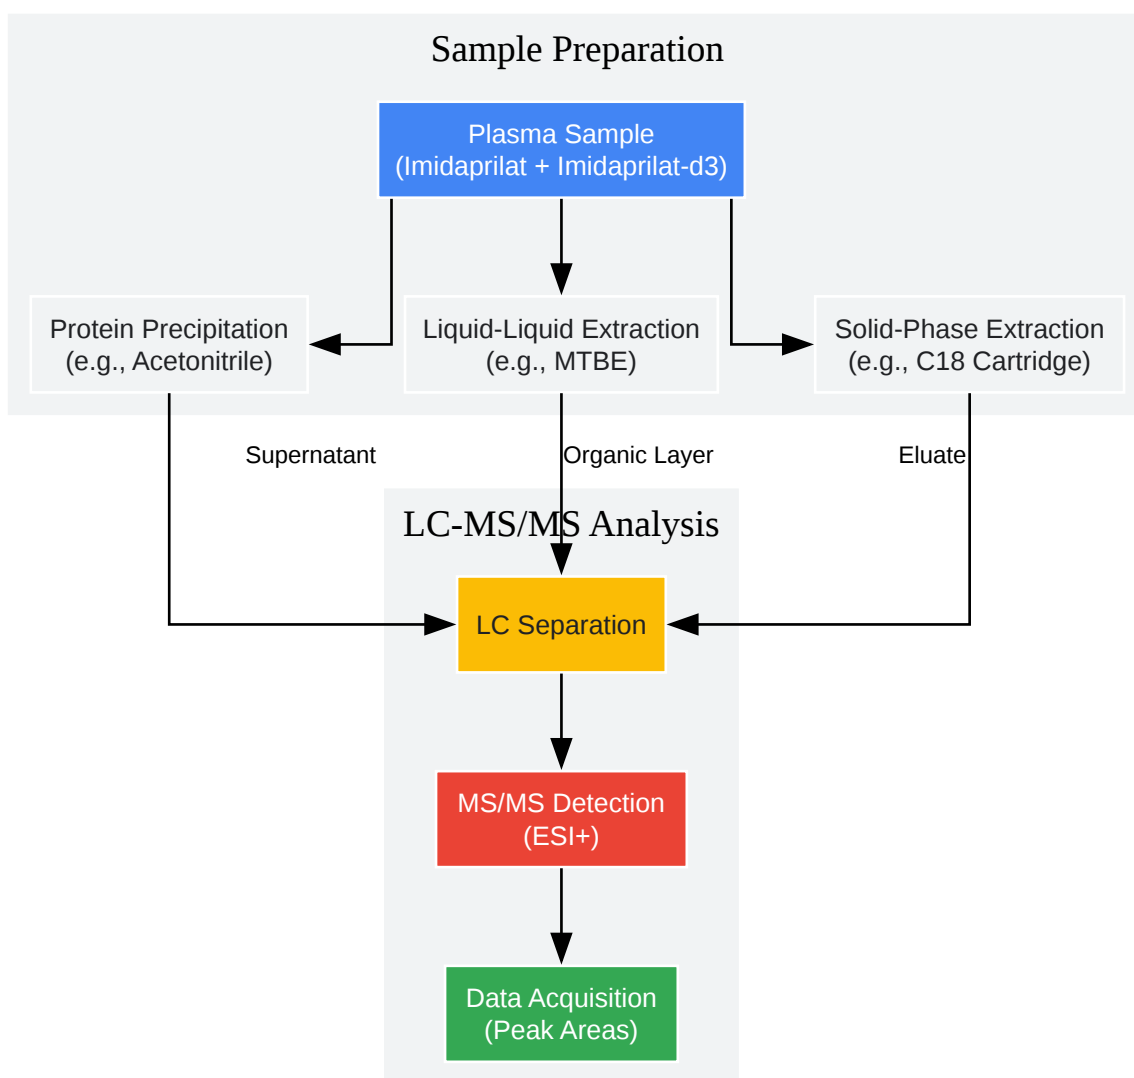 Sample Preparation
Plasma Sample
(Imidaprilat + Imidaprilat-d3)
Protein Precipitation
(e.g., Acetonitrile)
Liquid-Liquid Extraction
(e.g., MTBE)
Solid-Phase Extraction
(e.g., C18 Cartridge)
Supernatant
Organic Layer
Eluate
LC-MS/MS Analysis
LC Separation
MS/MS Detection
(ESI+)
Data Acquisition
(Peak Areas)